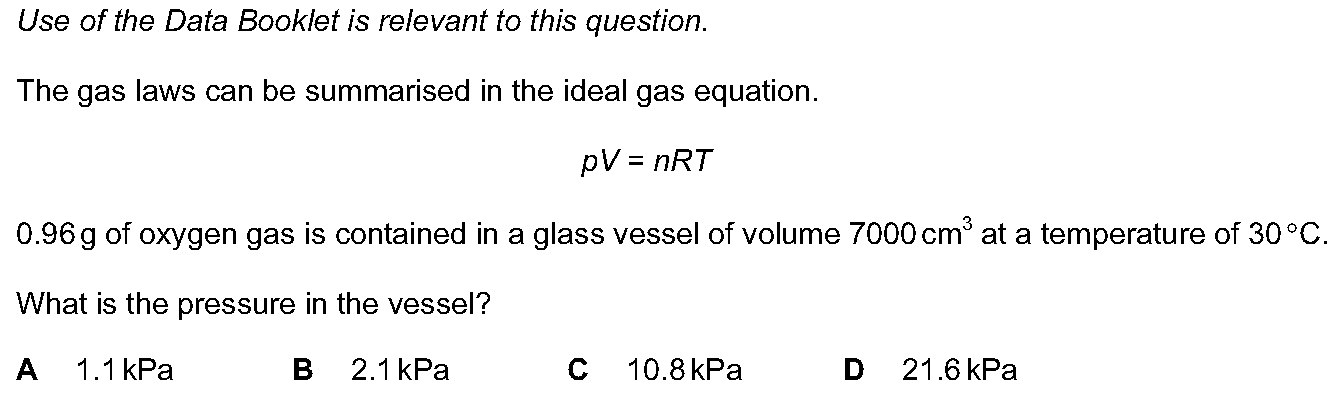 Use of the Data Booklet is relevant to this question.
The gas laws can be summarised in the ideal gas equation.
pV = nRT
0.96 g of oxygen gas is contained in a glass vessel of volume 7000 cm³ at a temperature of 30 °C.
What is the pressure in the vessel?
A 1.1 kPa B 2.1 kPa C 10.8 kPa D 21.6 kPa